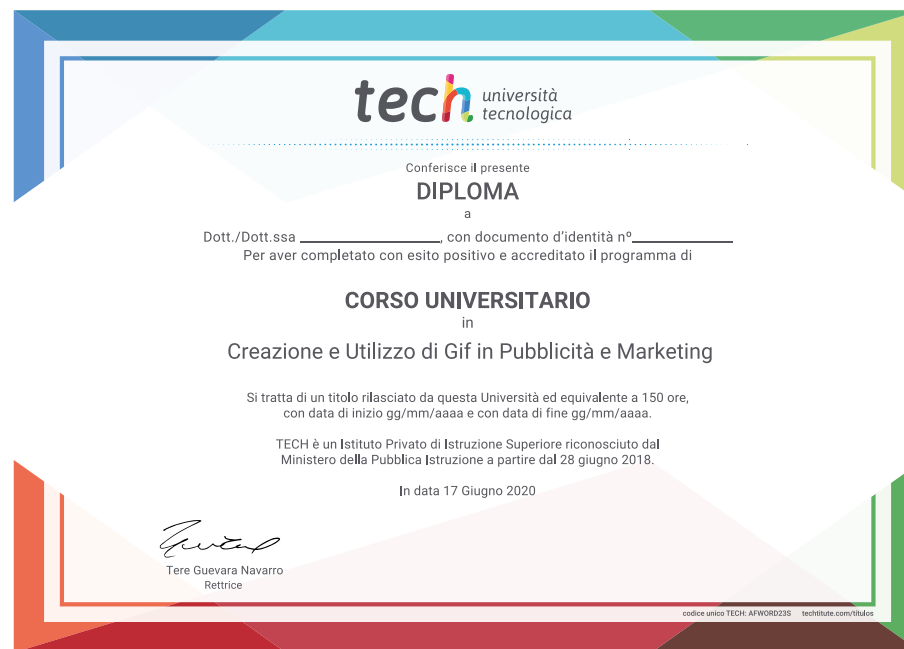 tech università
tecnologica
Conferisce il presente
DIPLOMA
a
Dott./Dott.ssa ____________________, con documento d'identità nº______________
Per aver completato con esito positivo e accreditato il programma di
CORSO UNIVERSITARIO
in
Creazione e Utilizzo di Gif in Pubblicità e Marketing
Si tratta di un titolo rilasciato da questa Università ed equivalente a 150 ore,
con data di inizio gg/mm/aaaa e con data di fine gg/mm/aaaa.
TECH è un Istituto Privato di Istruzione Superiore riconosciuto dal
Ministero della Pubblica Istruzione a partire dal 28 giugno 2018.
In data 17 Giugno 2020
Tere Guevara Navarro
Rettrice
codice unico TECH: AFWORD23S techtitute.com/titulos